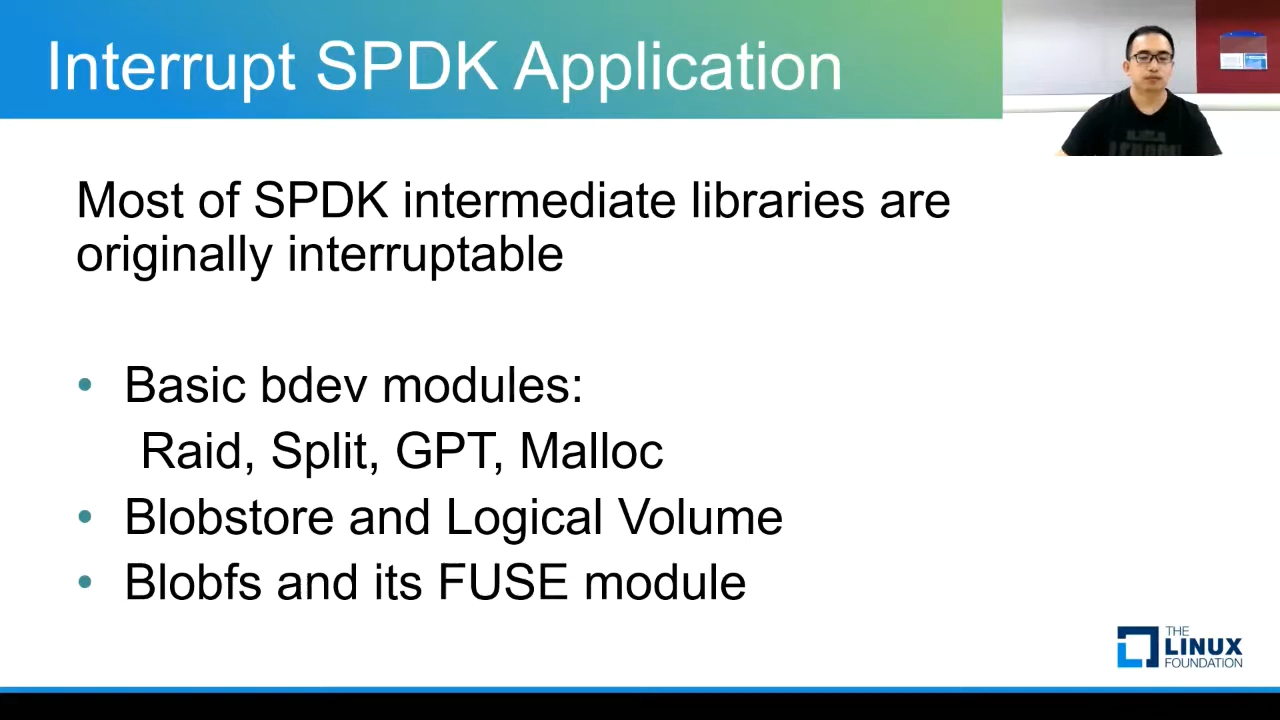 Interrupt SPDK Application
Most of SPDK intermediate libraries are
originally interruptable
• Basic bdev modules:
Raid, Split, GPT, Malloc
• Blobstore and Logical Volume
• Blobfs and its FUSE module
THE
LINUX
FOUNDATION